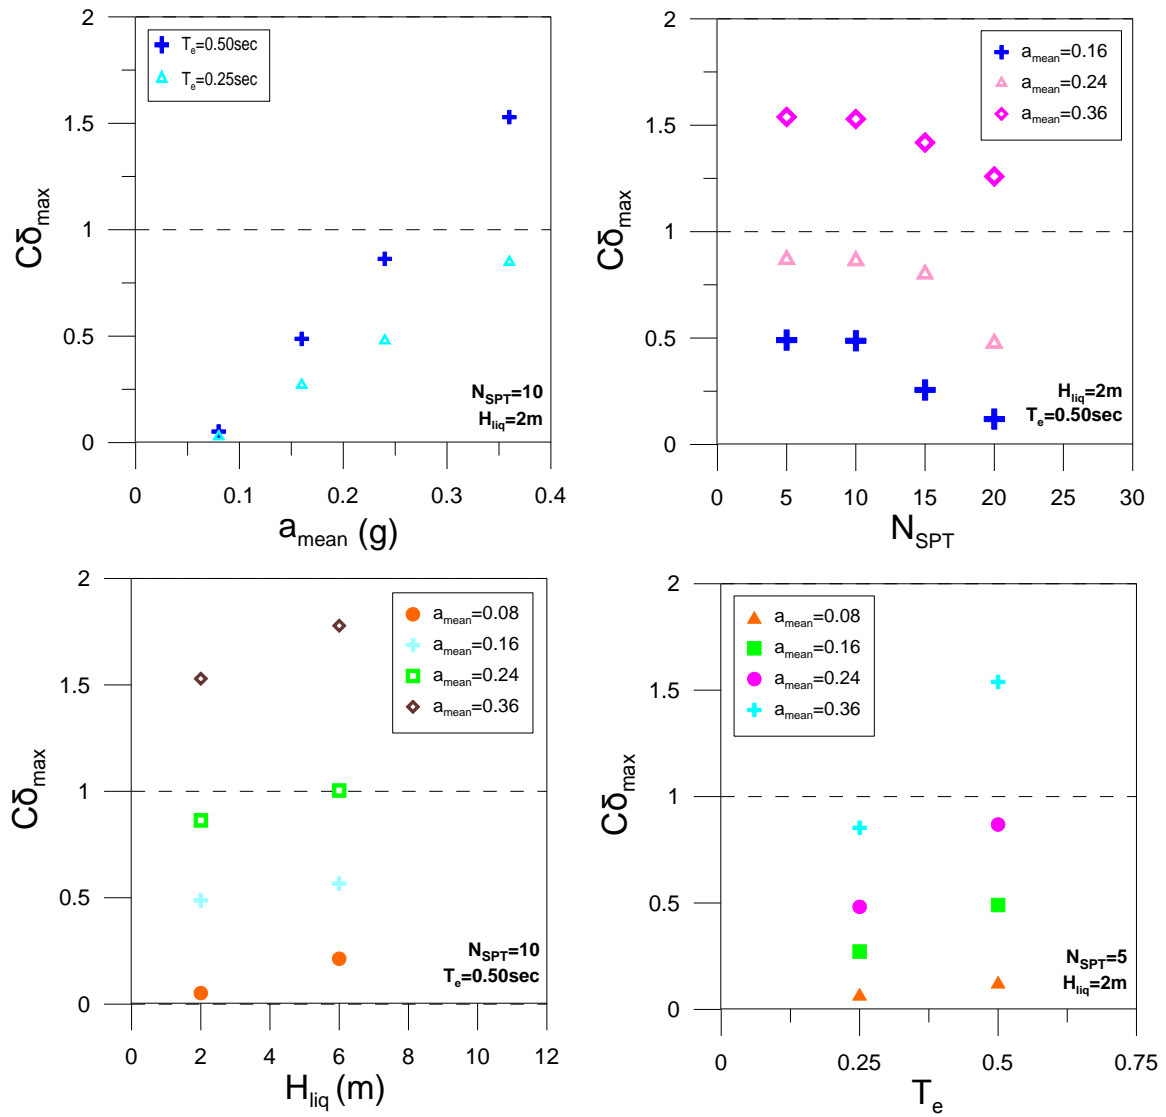 2
1.5
1
0.5
0
Cδmax
Te=0.50sec
Te=0.25sec
NSPT=10
Hliq=2m
0 0.1 0.2 0.3 0.4
amean (g)
2
1.5
1
0.5
0
Cδmax
amean=0.16
amean=0.24
amean=0.36
Hliq=2m
Te=0.50sec
0 5 10 15 20 25 30
NSPT
2
1.5
1
0.5
0
Cδmax
amean=0.08
amean=0.16
amean=0.24
amean=0.36
NSPT=10
Te=0.50sec
0 2 4 6 8 10 12
Hliq (m)
2
1.5
1
0.5
0
Cδmax
amean=0.08
amean=0.16
amean=0.24
amean=0.36
NSPT=5
Hliq=2m
0 0.25 0.5 0.75
Te